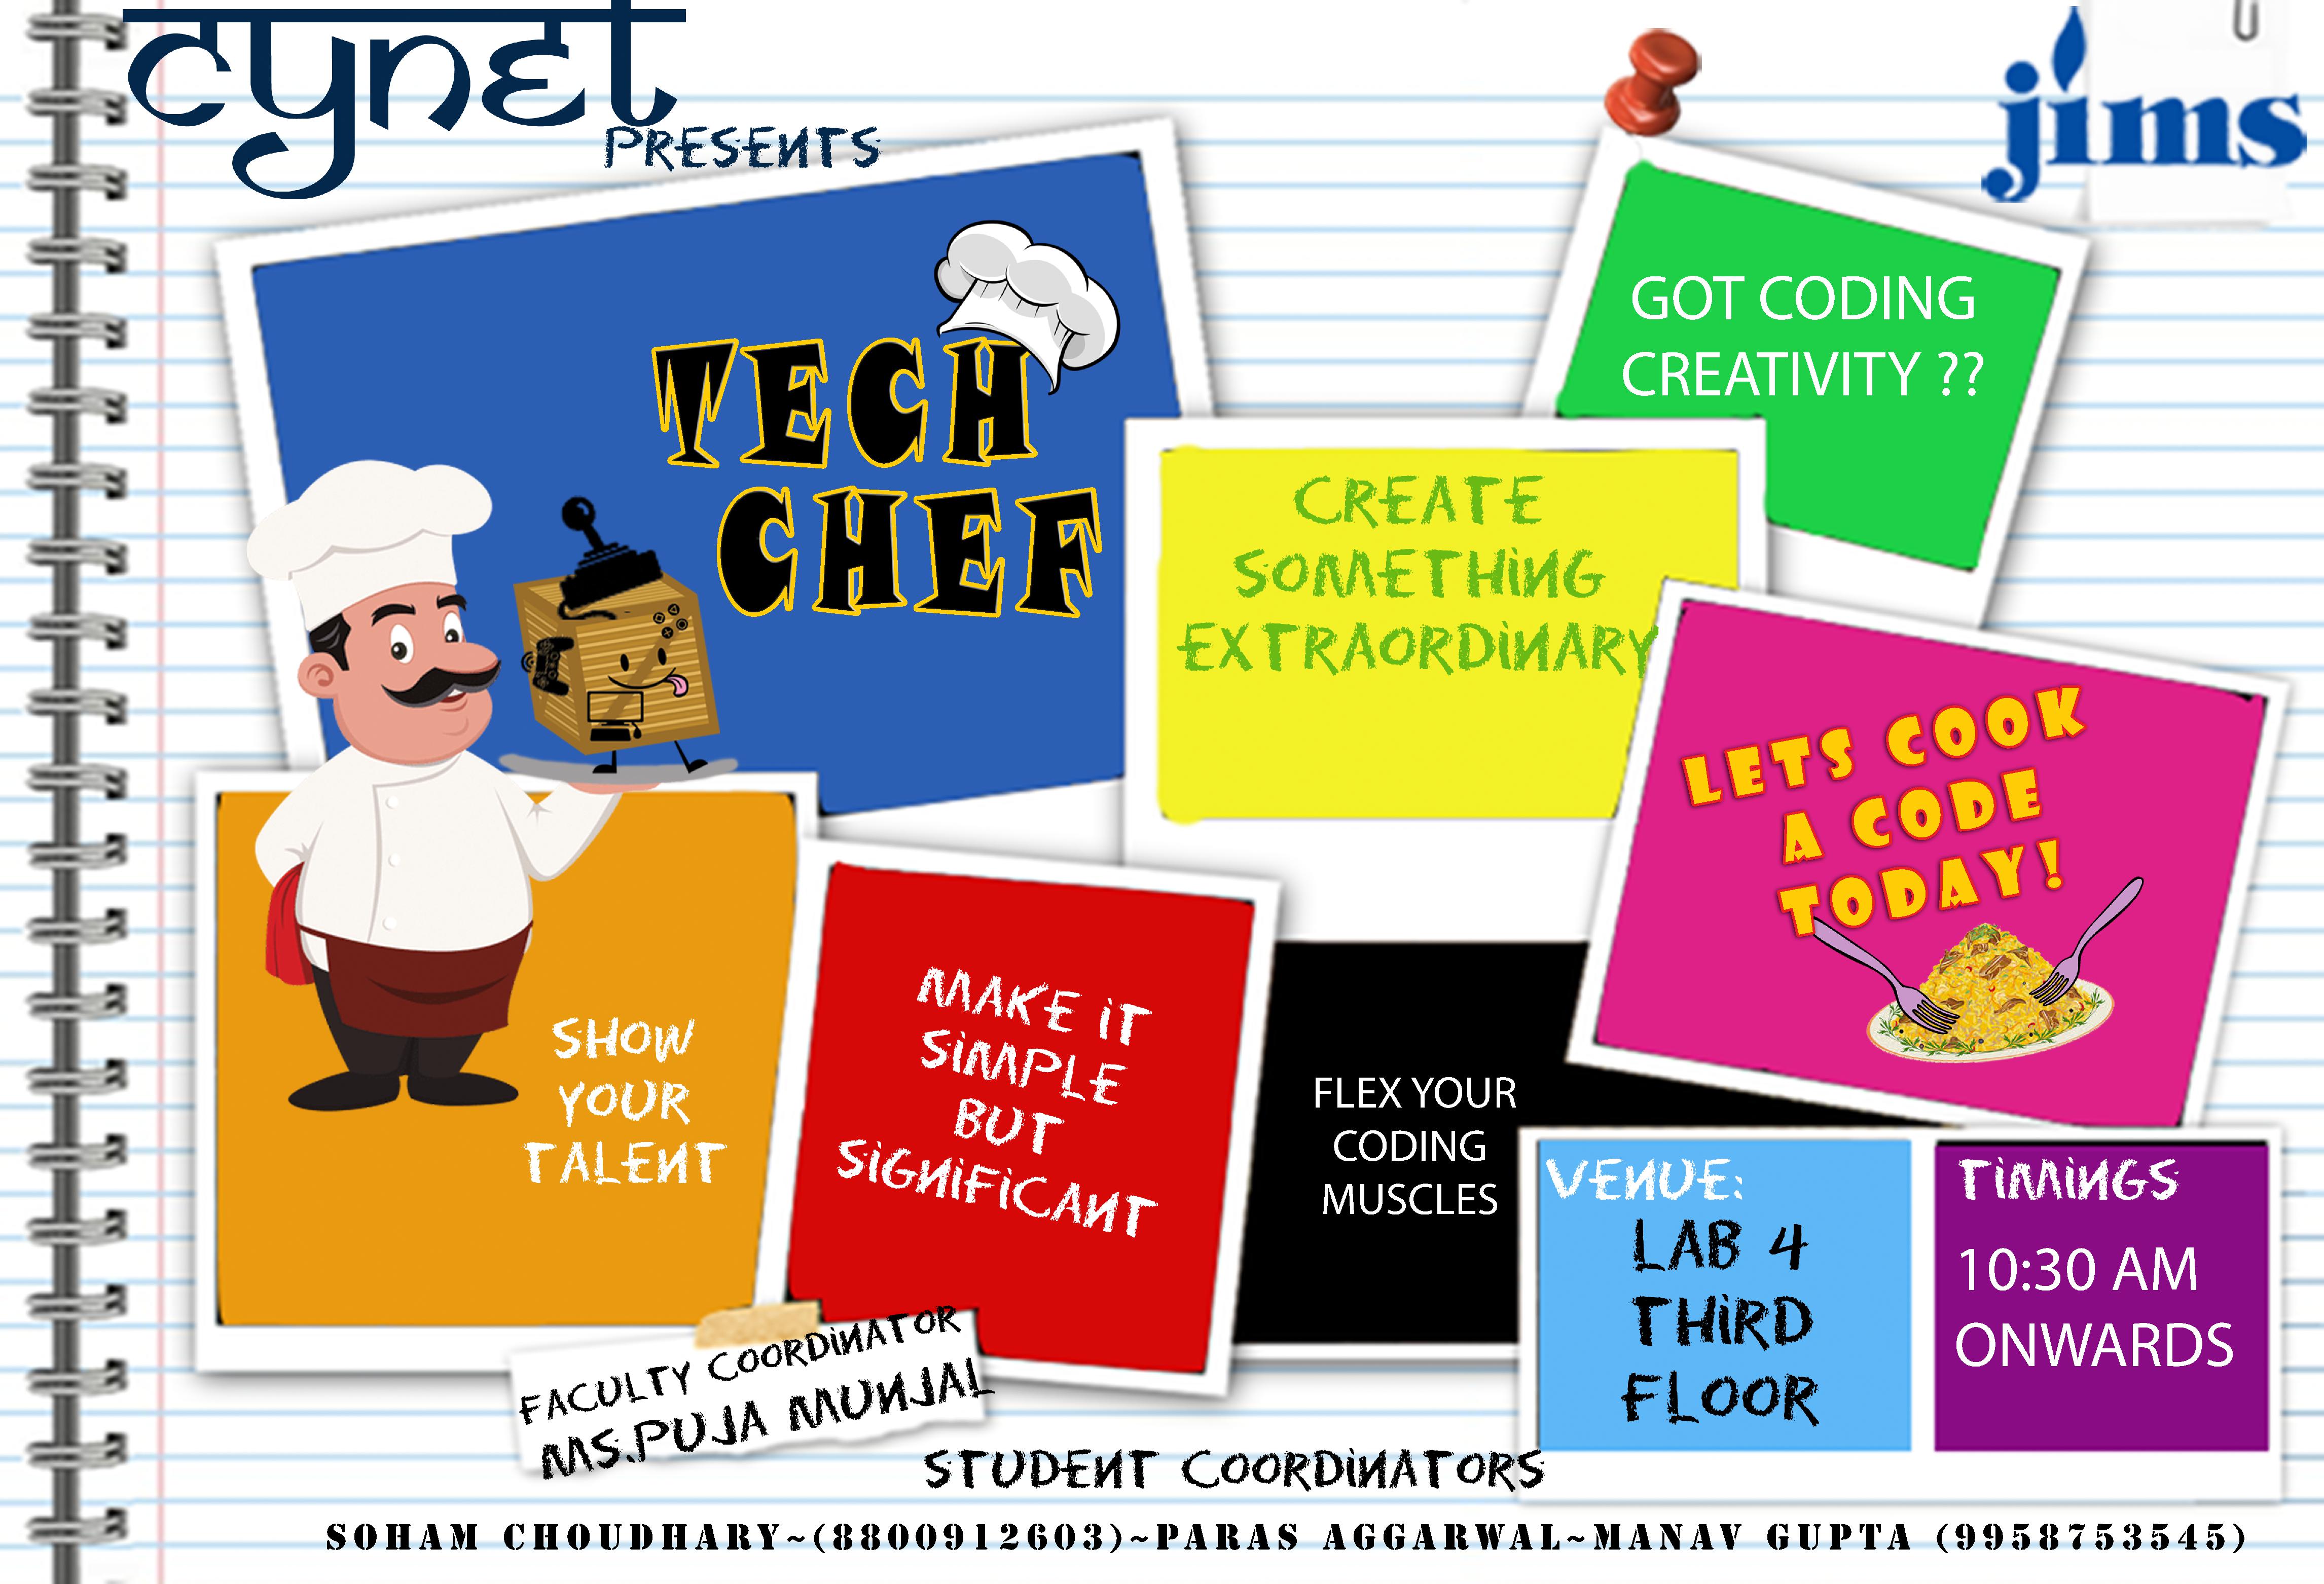 cynet
PRESENTS
jims
TECH
CHEF
GOT CODING
CREATIVITY ??
CREATE
SOMETHING
EXTRAORDINARY
LETS COOK
A CODE
TODAY!
SHOW
YOUR
TALENT
MAKE iT
SiMPLE
BUT
SiGNiFiCANT
FLEX YOUR
CODING
MUSCLES
VENUE:
LAB 4
THiRD
FLOOR
TiMiNGS
10:30 AM
ONWARDS
FACULTY COORDiNATOR
MS.PUJA MUNJAL
STUDENT COORDiNATORS
SOHAM CHOUDHARY~(8800912603)~PARAS AGGARWAL~MANAV GUPTA (9958753545)